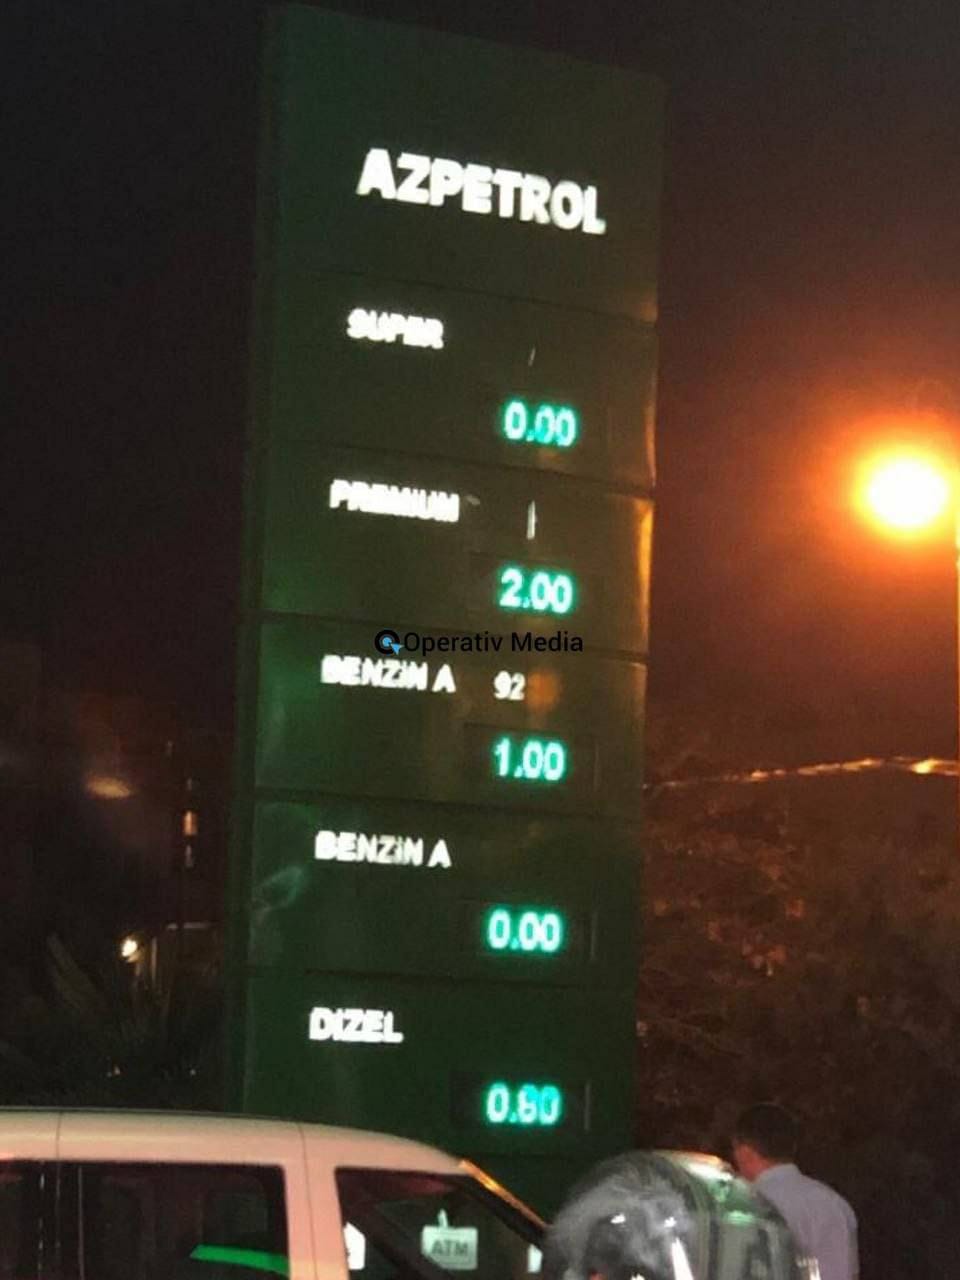 AZPETROL
SUPER
0.00
PREMIUM
2.00
Operativ Media
BENZiN A 92
1.00
BENZiN A
0.00
DIZEL
0.80
ATM